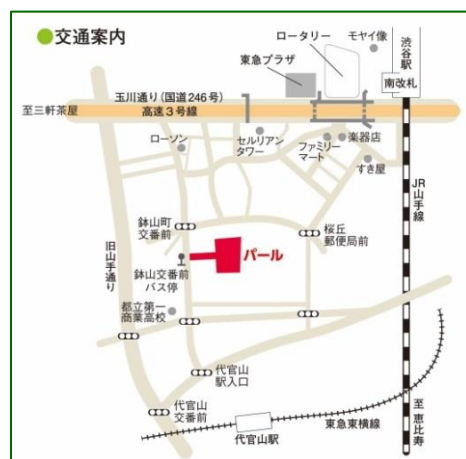 ●交通案内
ロータリー
モヤイ像
渋谷駅
東急プラザ
南改札
玉川通り(国道246号)
至三軒茶屋
高速3号線
ローソン
セルリアン
タワー
ファミリー
マート
楽器店
すき屋
JR山手線
鉢山町
交番前
桜丘
郵便局前
パール
旧山手通り
鉢山交番前
バス停
都立第一
商業高校
代官山
駅入口
代官山
交番前
代官山駅
東急東横線
至恵比寿